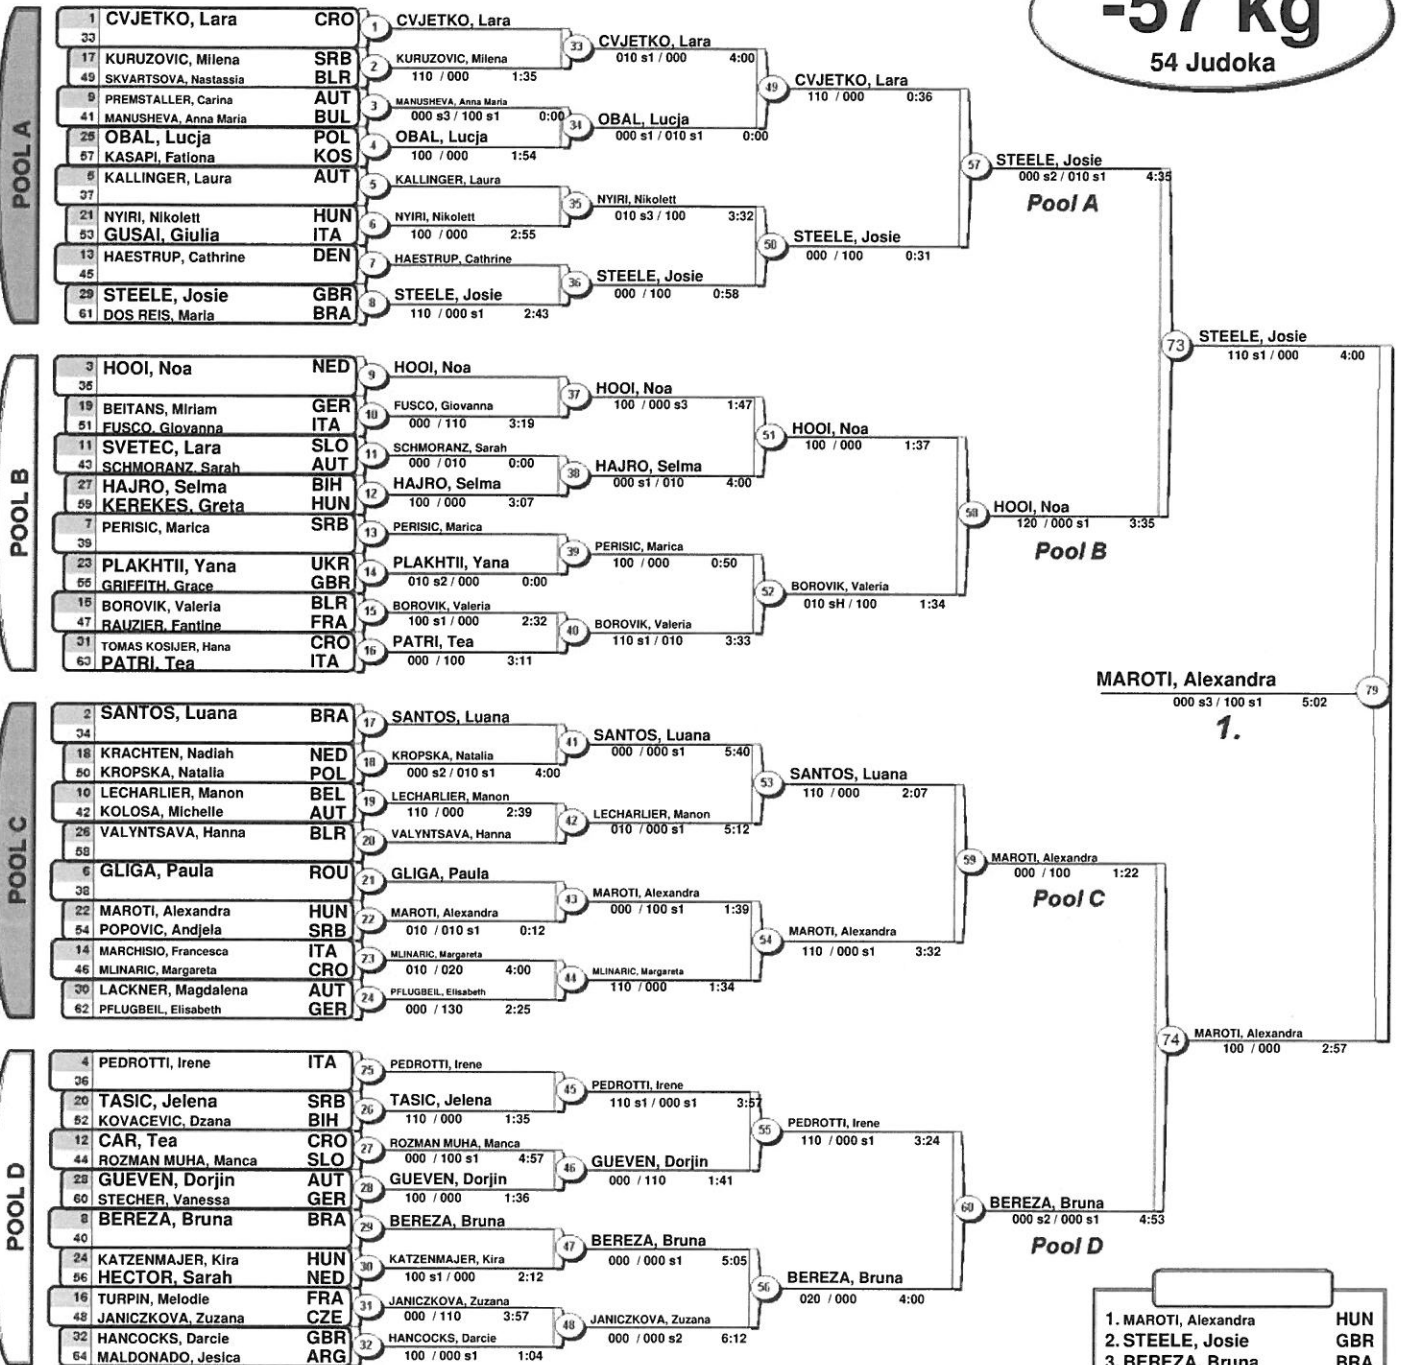 -57 kg
54 Judoka
POOL A
1 CVJETKO, Lara CRO
33
17 KURUZOVIC, Milena SRB
49 SKVARTSOVA, Nastassia BLR
9 PREMSTALLER, Carina AUT
41 MANUSHEVA, Anna Maria BUL
25 OBAL, Lucja POL
57 KASAPI, Fationa KOS
5 KALLINGER, Laura AUT
37
21 NYIRI, Nikolett HUN
53 GUSAI, Giulia ITA
13 HAESTRUP, Cathrine DEN
45
29 STEELE, Josie GBR
61 DOS REIS, Maria BRA
1 CVJETKO, Lara
2 KURUZOVIC, Milena
110 / 000 1:35
3 MANUSHEVA, Anna Maria
000 s3 / 100 s1 0:00
4 OBAL, Lucja
100 / 000 1:54
5 KALLINGER, Laura
6 NYIRI, Nikolett
100 / 000 2:55
7 HAESTRUP, Cathrine
8 STEELE, Josie
110 / 000 s1 2:43
33 CVJETKO, Lara
010 s1 / 000 4:00
34 OBAL, Lucja
000 s1 / 010 s1 0:00
35 NYIRI, Nikolett
010 s3 / 100 3:32
36 STEELE, Josie
000 / 100 0:58
49 CVJETKO, Lara
110 / 000 0:36
50 STEELE, Josie
000 / 100 0:31
57 STEELE, Josie
000 s2 / 010 s1 4:35
Pool A
POOL B
3 HOOI, Noa NED
35
19 BEITANS, Miriam GER
51 FUSCO, Giovanna ITA
11 SVETEC, Lara SLO
43 SCHMORANZ, Sarah AUT
27 HAJRO, Selma BIH
59 KEREKES, Greta HUN
7 PERISIC, Marica SRB
39
23 PLAKHTII, Yana UKR
55 GRIFFITH, Grace GBR
15 BOROVIK, Valeria BLR
47 RAUZIER, Fantine FRA
31 TOMAS KOSIJER, Hana CRO
63 PATRI, Tea ITA
9 HOOI, Noa
10 FUSCO, Giovanna
000 / 110 3:19
11 SCHMORANZ, Sarah
000 / 010 0:00
12 HAJRO, Selma
100 / 000 3:07
13 PERISIC, Marica
14 PLAKHTII, Yana
010 s2 / 000 0:00
15 BOROVIK, Valeria
100 s1 / 000 2:32
16 PATRI, Tea
000 / 100 3:11
37 HOOI, Noa
100 / 000 s3 1:47
38 HAJRO, Selma
000 s1 / 010 4:00
39 PERISIC, Marica
100 / 000 0:50
40 BOROVIK, Valeria
110 s1 / 010 3:33
51 HOOI, Noa
100 / 000 1:37
52 BOROVIK, Valeria
010 sH / 100 1:34
58 HOOI, Noa
120 / 000 s1 3:35
Pool B
73 STEELE, Josie
110 s1 / 000 4:00
79 MAROTI, Alexandra
000 s3 / 100 s1 5:02
1.
POOL C
2 SANTOS, Luana BRA
34
18 KRACHTEN, Nadiah NED
50 KROPSKA, Natalia POL
10 LECHARLIER, Manon BEL
42 KOLOSA, Michelle AUT
26 VALYNTSAVA, Hanna BLR
58
6 GLIGA, Paula ROU
38
22 MAROTI, Alexandra HUN
54 POPOVIC, Andjela SRB
14 MARCHISIO, Francesca ITA
46 MLINARIC, Margareta CRO
30 LACKNER, Magdalena AUT
62 PFLUGBEIL, Elisabeth GER
17 SANTOS, Luana
18 KROPSKA, Natalia
000 s2 / 010 s1 4:00
19 LECHARLIER, Manon
110 / 000 2:39
20 VALYNTSAVA, Hanna
21 GLIGA, Paula
22 MAROTI, Alexandra
010 / 010 s1 0:12
23 MLINARIC, Margareta
010 / 020 4:00
24 PFLUGBEIL, Elisabeth
000 / 130 2:25
41 SANTOS, Luana
000 / 000 s1 5:40
42 LECHARLIER, Manon
010 / 000 s1 5:12
43 MAROTI, Alexandra
000 / 100 s1 1:39
44 MLINARIC, Margareta
110 / 000 1:34
53 SANTOS, Luana
110 / 000 2:07
54 MAROTI, Alexandra
110 / 000 s1 3:32
59 MAROTI, Alexandra
000 / 100 1:22
Pool C
74 MAROTI, Alexandra
100 / 000 2:57
POOL D
4 PEDROTTI, Irene ITA
36
20 TASIC, Jelena SRB
52 KOVACEVIC, Dzana BIH
12 CAR, Tea CRO
44 ROZMAN MUHA, Manca SLO
28 GUEVEN, Dorjin AUT
60 STECHER, Vanessa GER
8 BEREZA, Bruna BRA
40
24 KATZENMAJER, Kira HUN
56 HECTOR, Sarah NED
16 TURPIN, Melodie FRA
48 JANICZKOVA, Zuzana CZE
32 HANCOCKS, Darcie GBR
64 MALDONADO, Jesica ARG
25 PEDROTTI, Irene
26 TASIC, Jelena
110 / 000 1:35
27 ROZMAN MUHA, Manca
000 / 100 s1 4:57
28 GUEVEN, Dorjin
100 / 000 1:36
29 BEREZA, Bruna
30 KATZENMAJER, Kira
100 s1 / 000 2:12
31 JANICZKOVA, Zuzana
000 / 110 3:57
32 HANCOCKS, Darcie
100 / 000 s1 1:04
45 PEDROTTI, Irene
110 s1 / 000 s1 3:57
46 GUEVEN, Dorjin
000 / 110 1:41
47 BEREZA, Bruna
000 / 000 s1 5:05
48 JANICZKOVA, Zuzana
000 / 000 s2 6:12
55 PEDROTTI, Irene
110 / 000 s1 3:24
56 BEREZA, Bruna
020 / 000 4:00
60 BEREZA, Bruna
000 s2 / 000 s1 4:53
Pool D
1. MAROTI, Alexandra HUN
2. STEELE, Josie GBR
3. BEREZA, Bruna BRA